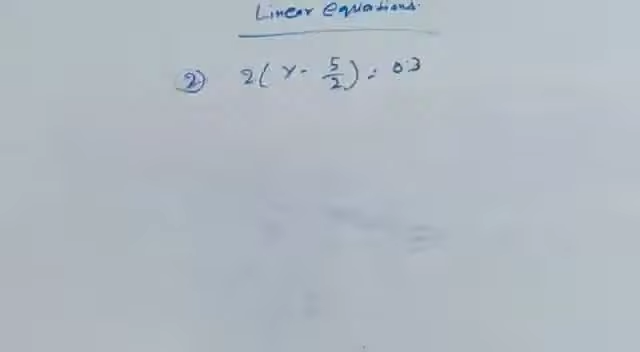 Linear equations.
② 2(x - 5/2) = 0.3